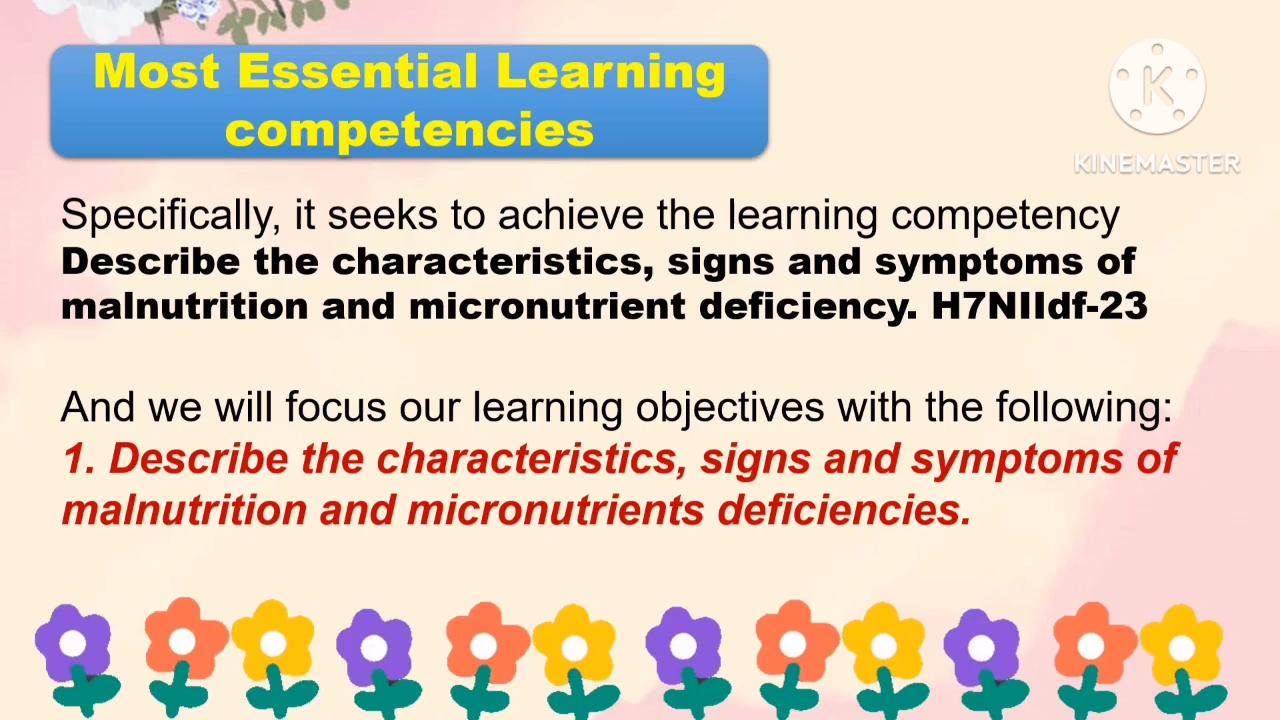 Most Essential Learning
competencies
K
KINEMASTER
Specifically, it seeks to achieve the learning competency
Describe the characteristics, signs and symptoms of
malnutrition and micronutrient deficiency. H7NIIdf-23
And we will focus our learning objectives with the following:
1. Describe the characteristics, signs and symptoms of
malnutrition and micronutrients deficiencies.